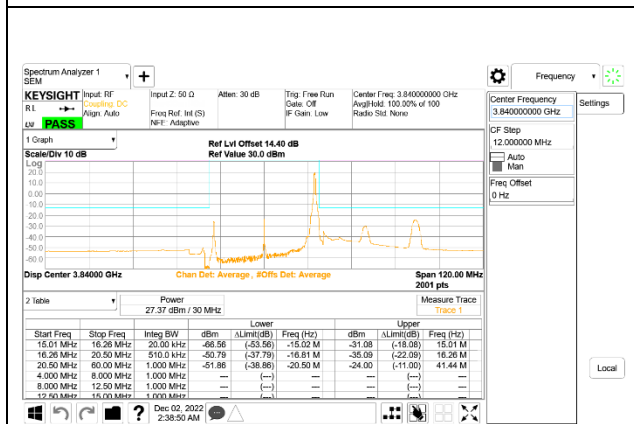 Spectrum Analyzer 1
SEM
Frequency
KEYSIGHT
Input: RF
Coupling: DC
Align: Auto
Input Z: 50 Ω
Freq Ref: Int (S)
NFE: Adaptive
Atten: 30 dB
Trig: Free Run
Gate: Off
IF Gain: Low
Center Freq: 3.840000000 GHz
Avg|Hold: 100.00% of 100
Radio Std: None
R L
PASS
Center Frequency
3.840000000 GHz
Settings
CF Step
12.000000 MHz
Auto
Man
Freq Offset
0 Hz
1 Graph
Scale/Div 10 dB
Ref Lvl Offset 14.40 dB
Ref Value 30.0 dBm
Log
20.0
10.0
0.00
-10.0
-20.0
-30.0
-40.0
-50.0
-60.0
Disp Center 3.84000 GHz
Chan Det: Average, #Offs Det: Average
Span 120.00 MHz
2001 pts
2 Table
Power
27.37 dBm / 30 MHz
Measure Trace
Trace 1
Lower Upper
Start Freq Stop Freq Integ BW dBm ΔLimit(dB) Freq (Hz) dBm ΔLimit(dB) Freq (Hz)
15.01 MHz 16.26 MHz 20.00 kHz -66.56 (-53.56) -15.02 M -31.08 (-18.08) 15.01 M
16.26 MHz 20.50 MHz 510.0 kHz -50.79 (-37.79) -16.81 M -35.09 (-22.09) 16.26 M
20.50 MHz 60.00 MHz 1.000 MHz -51.86 (-38.86) -20.50 M -24.00 (-11.00) 41.44 M
4.000 MHz 8.000 MHz 1.000 MHz --- (---) --- --- (---) ---
8.000 MHz 12.50 MHz 1.000 MHz --- (---) --- --- (---) ---
12.50 MHz 15.00 MHz 1.000 MHz --- (---) --- --- (---) ---
Local
Dec 02, 2022
2:38:50 AM